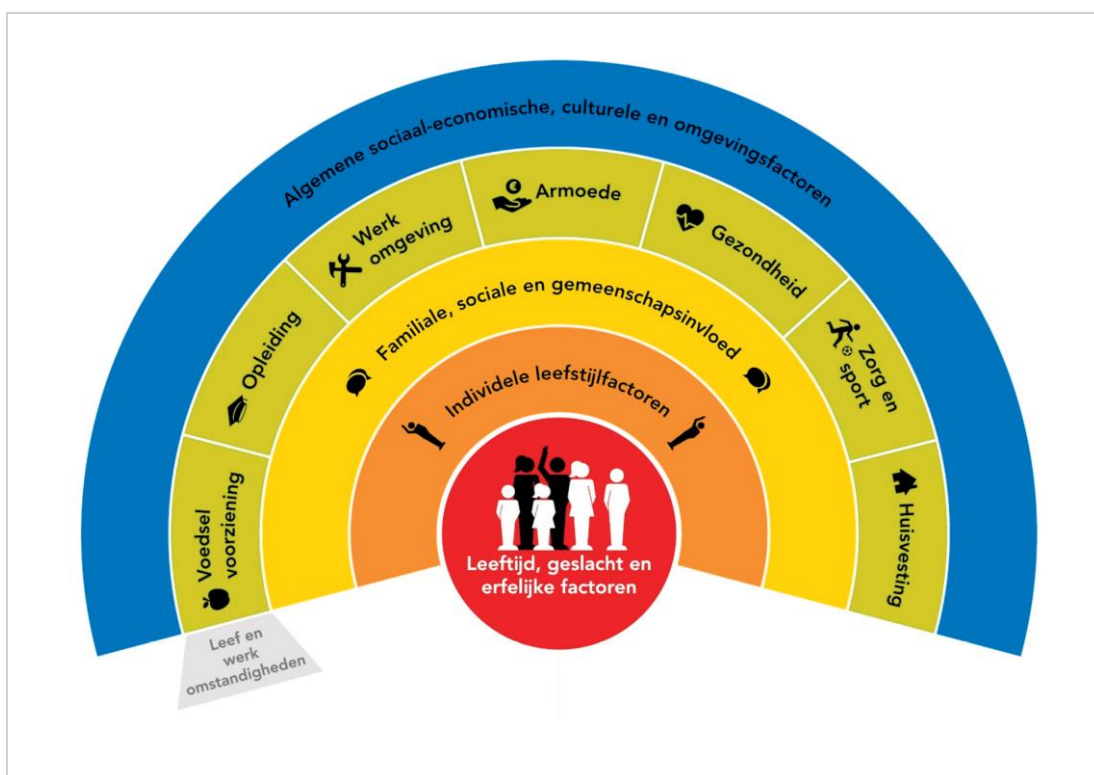 Algemene sociaal-economische, culturele en omgevingsfactoren
Voedsel
voorziening
Opleiding
Werk
omgeving
Armoede
Gezondheid
Zorg en
sport
Huisvesting
Familiale, sociale en gemeenschapsinvloed
Individele leefstijlfactoren
Leeftijd, geslacht en
erfelijke factoren
Leef en
werk
omstandigheden